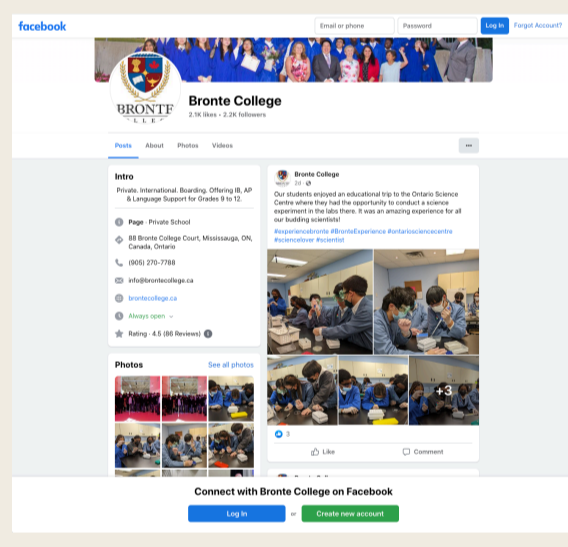 facebook
Email or phone
Password
Log In
Forgot Account?
BRONTE
Bronte College
2.1K likes • 2.2K followers
Posts
About
Photos
Videos
Intro
Private. International. Boarding. Offering IB, AP
& Language Support for Grades 9 to 12.
Page · Private School
88 Bronte College Court, Mississauga, ON,
Canada, Ontario
(905) 270-7788
info@brontecollege.ca
brontecollege.ca
Always open
Rating · 4.5 (86 Reviews)
Photos
See all photos
Bronte College
2d ·
Our students enjoyed an educational trip to the Ontario Science
Centre where they had the opportunity to conduct a science
experiment in the labs there. It was an amazing experience for all
our budding scientists!
#experiencebronte #BronteExperience #ontariosciencecentre
#sciencelover #scientist
+3
3
Like
Comment
Connect with Bronte College on Facebook
Log In
or
Create new account